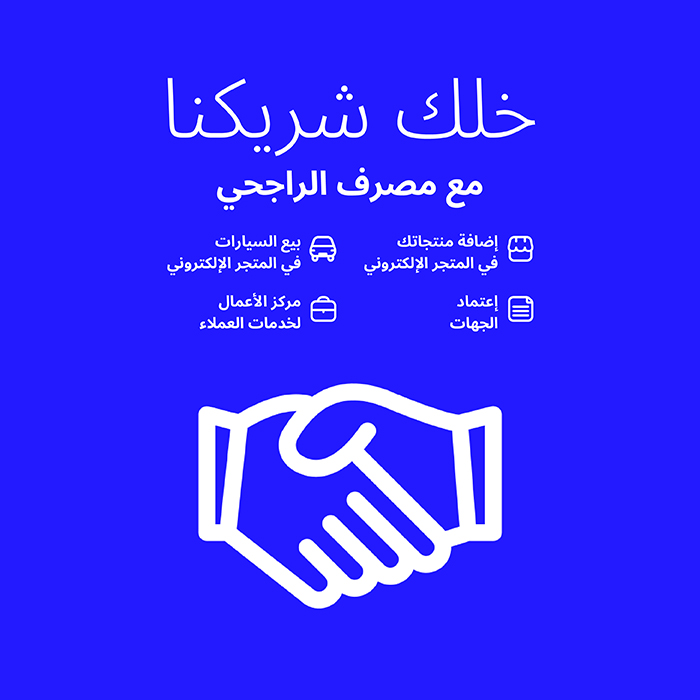 خلك شريكنا
مع مصرف الراجحي
إضافة منتجاتك
في المتجر الإلكتروني
بيع السيارات
في المتجر الإلكتروني
إعتماد
الجهات
مركز الأعمال
لخدمات العملاء